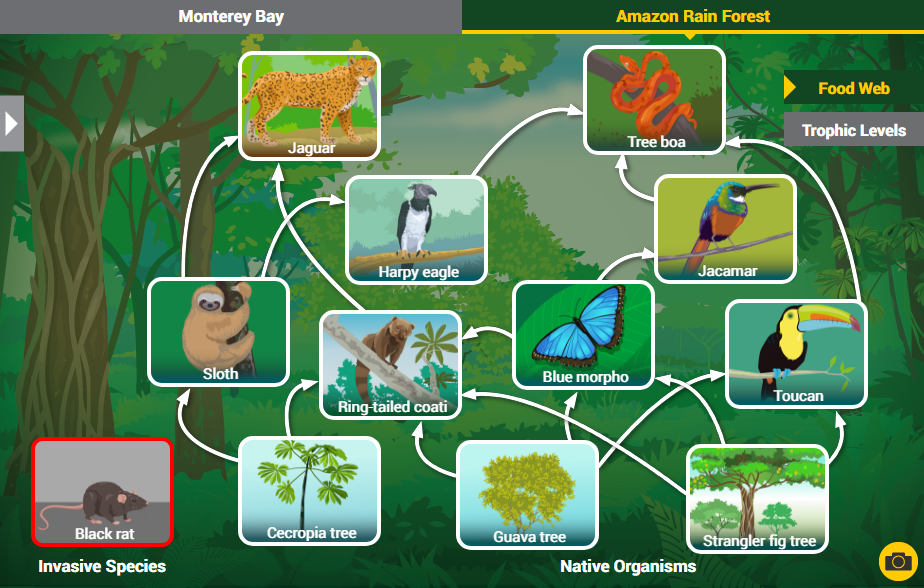 Monterey Bay
Amazon Rain Forest
Food Web
Trophic Levels
Jaguar
Tree boa
Harpy eagle
Jacamar
Sloth
Ring-tailed coati
Blue morpho
Toucan
Black rat
Cecropia tree
Guava tree
Strangler fig tree
Invasive Species
Native Organisms